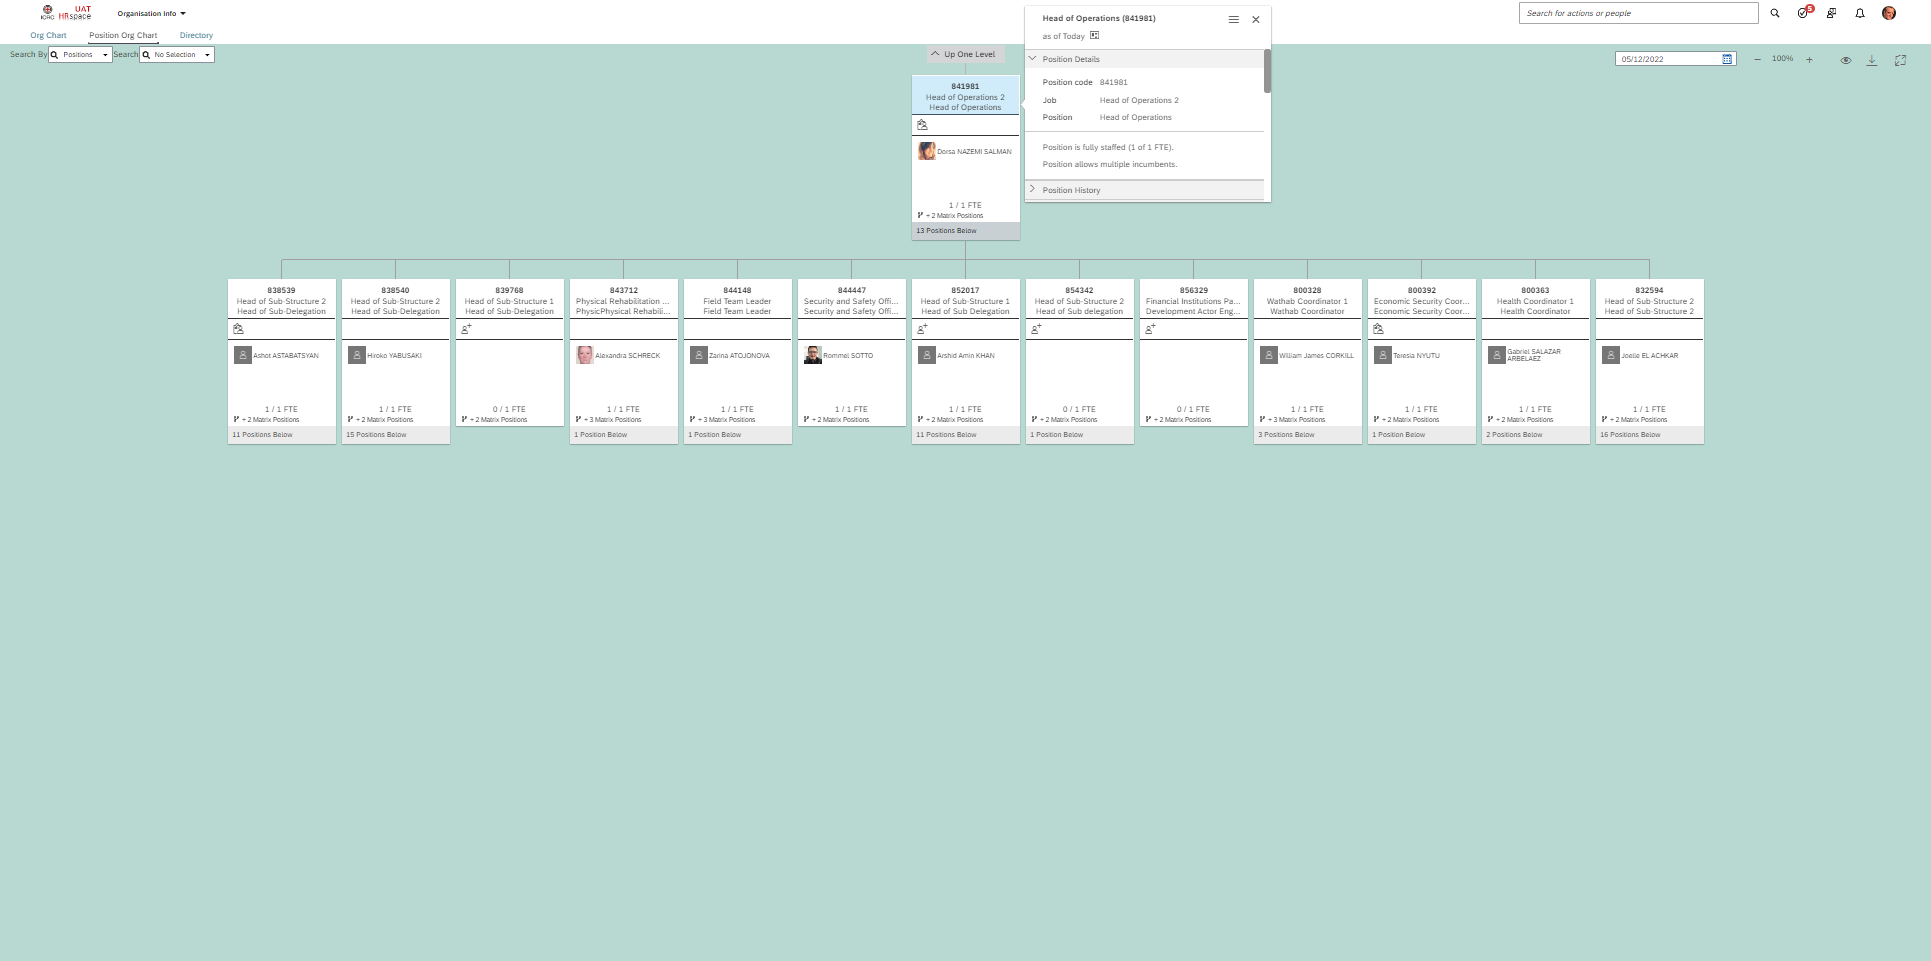 ICRC
UAT
HRspace
Organisation Info
Search for actions or people
5
Org Chart
Position Org Chart
Directory
Search By
Positions
Search
No Selection
Up One Level
05/12/2022
100%
Head of Operations (841981)
as of Today
Position Details
Position code 841981
Job Head of Operations 2
Position Head of Operations
Position is fully staffed (1 of 1 FTE).
Position allows multiple incumbents.
Position History
841981
Head of Operations 2
Head of Operations
Dorsa NAZEMI SALMAN
1 / 1 FTE
+ 2 Matrix Positions
13 Positions Below
838539
Head of Sub-Structure 2
Head of Sub-Delegation
Ashot ASTABATSYAN
1 / 1 FTE
+ 2 Matrix Positions
11 Positions Below
838540
Head of Sub-Structure 2
Head of Sub-Delegation
Hiroko YABUSAKI
1 / 1 FTE
+ 2 Matrix Positions
15 Positions Below
839768
Head of Sub-Structure 1
Head of Sub-Delegation
0 / 1 FTE
+ 2 Matrix Positions
843712
Physical Rehabilitation ...
PhysicPhysical Rehabili...
Alexandra SCHRECK
1 / 1 FTE
+ 3 Matrix Positions
1 Position Below
844148
Field Team Leader
Field Team Leader
Zarina ATOJONOVA
1 / 1 FTE
+ 3 Matrix Positions
1 Position Below
844447
Security and Safety Offi...
Security and Safety Offi...
Rommel SOTTO
1 / 1 FTE
+ 2 Matrix Positions
852017
Head of Sub-Structure 1
Head of Sub Delegation
Arshid Amin KHAN
1 / 1 FTE
+ 2 Matrix Positions
11 Positions Below
854342
Head of Sub-Structure 2
Head of Sub delegation
0 / 1 FTE
+ 2 Matrix Positions
1 Position Below
856329
Financial Institutions Pa...
Development Actor Eng...
0 / 1 FTE
+ 2 Matrix Positions
800328
Wathab Coordinator 1
Wathab Coordinator
William James CORKILL
1 / 1 FTE
+ 3 Matrix Positions
3 Positions Below
800392
Economic Security Coor...
Economic Security Coor...
Teresia NYUTU
1 / 1 FTE
+ 2 Matrix Positions
1 Position Below
800363
Health Coordinator 1
Health Coordinator
Gabriel SALAZAR
ARBELAEZ
1 / 1 FTE
+ 2 Matrix Positions
2 Positions Below
832594
Head of Sub-Structure 2
Head of Sub-Structure 2
Joelle EL ACHKAR
1 / 1 FTE
+ 2 Matrix Positions
16 Positions Below